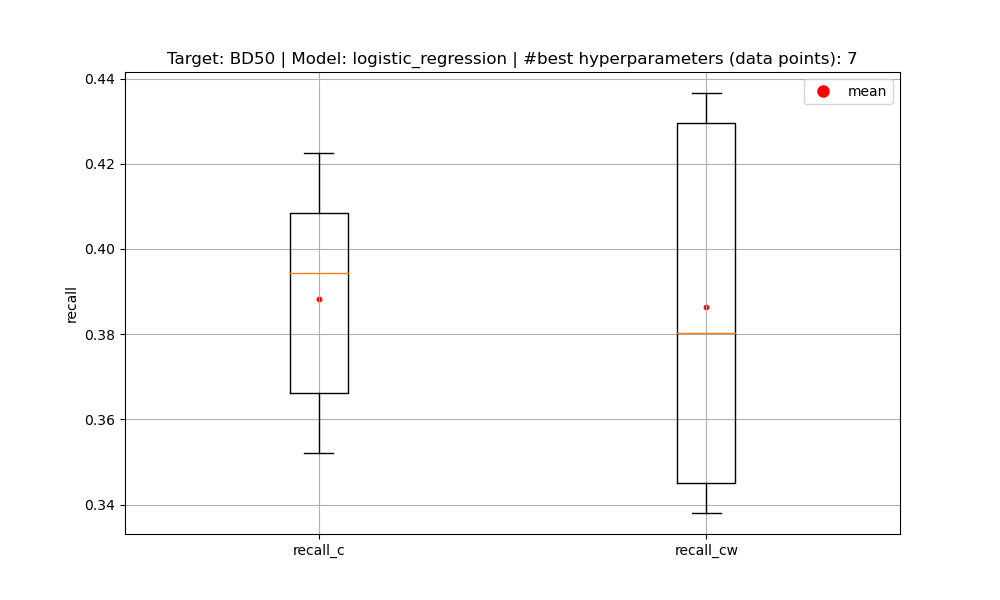 Target: BD50 | Model: logistic_regression | #best hyperparameters (data points): 7
mean
recall
0.44
0.42
0.40
0.38
0.36
0.34
recall_c
recall_cw